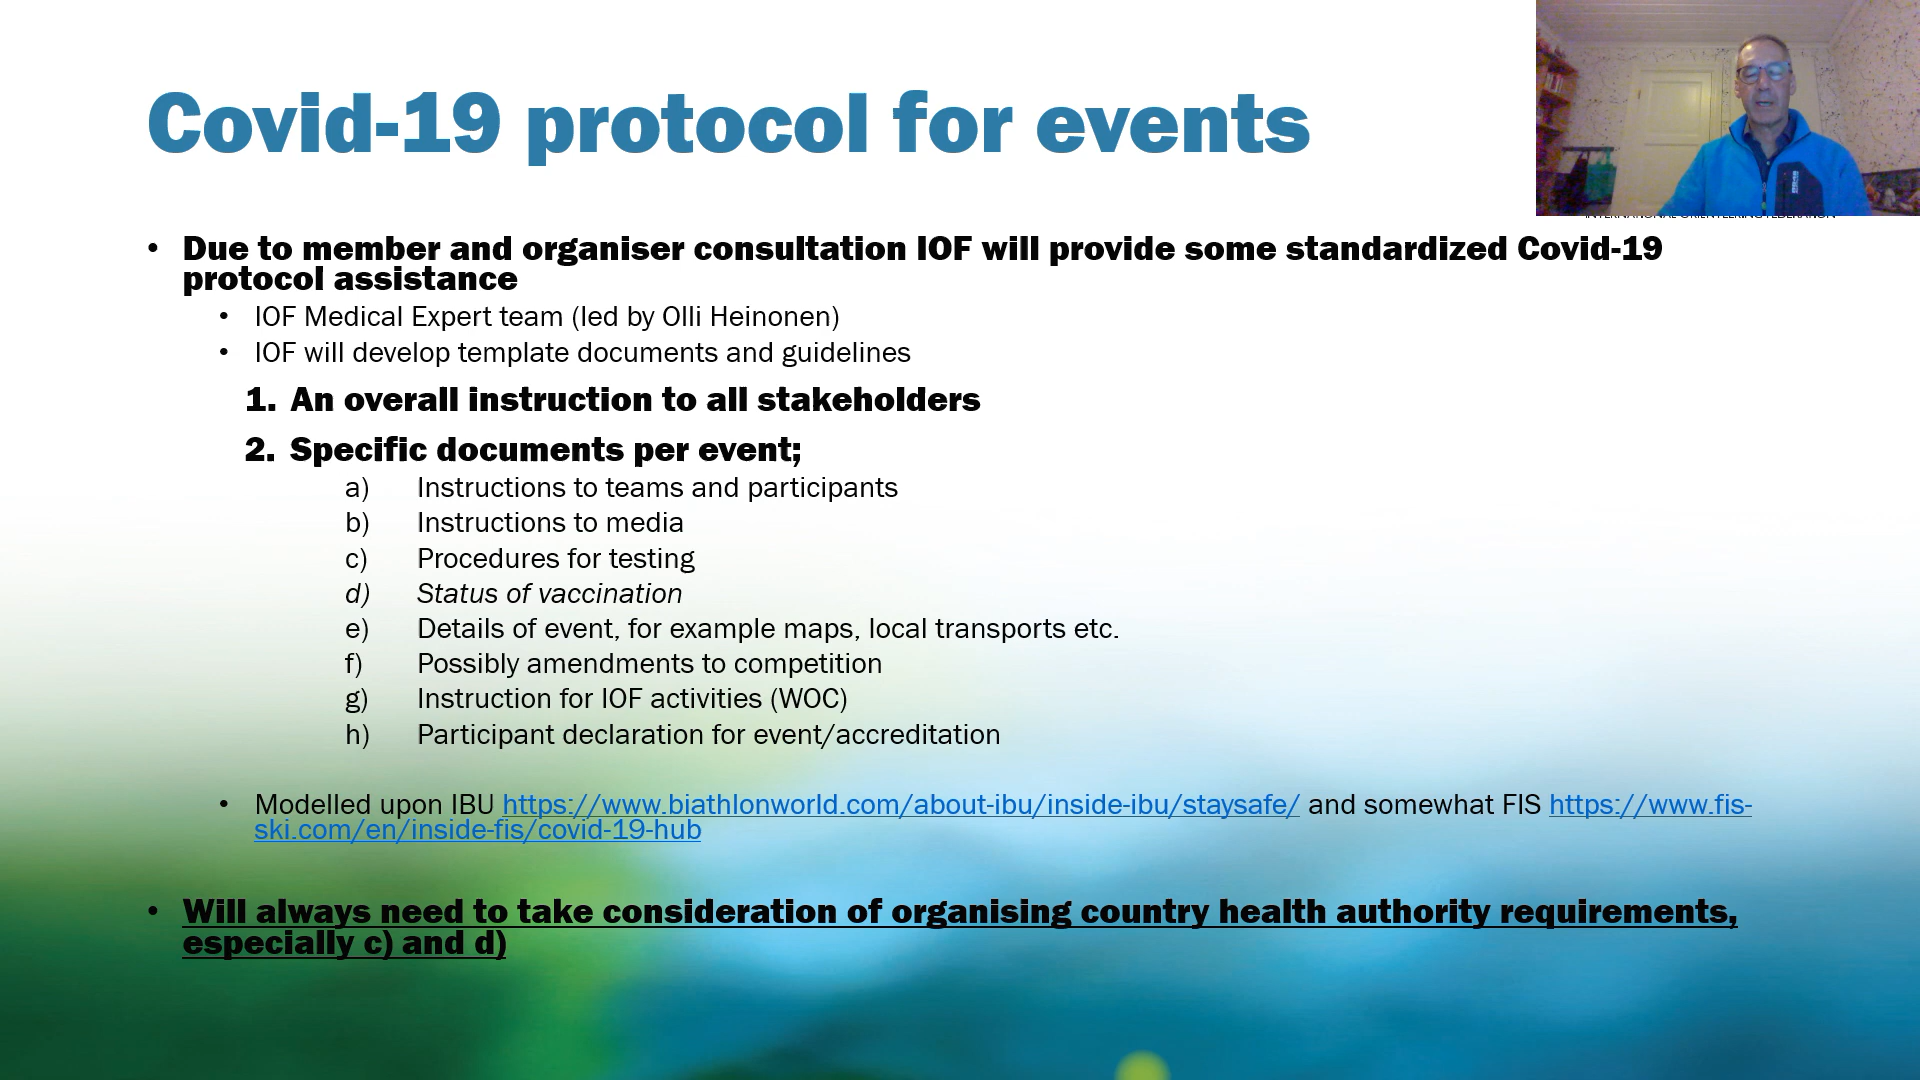 Covid-19 protocol for events
INTERNATIONAL ORIENTEERING FEDERATION
• Due to member and organiser consultation IOF will provide some standardized Covid-19
protocol assistance
• IOF Medical Expert team (led by Olli Heinonen)
• IOF will develop template documents and guidelines
1. An overall instruction to all stakeholders
2. Specific documents per event;
a) Instructions to teams and participants
b) Instructions to media
c) Procedures for testing
d) Status of vaccination
e) Details of event, for example maps, local transports etc.
f) Possibly amendments to competition
g) Instruction for IOF activities (WOC)
h) Participant declaration for event/accreditation
• Modelled upon IBU https://www.biathlonworld.com/about-ibu/inside-ibu/staysafe/ and somewhat FIS https://www.fis-
ski.com/en/inside-fis/covid-19-hub
• Will always need to take consideration of organising country health authority requirements,
especially c) and d)